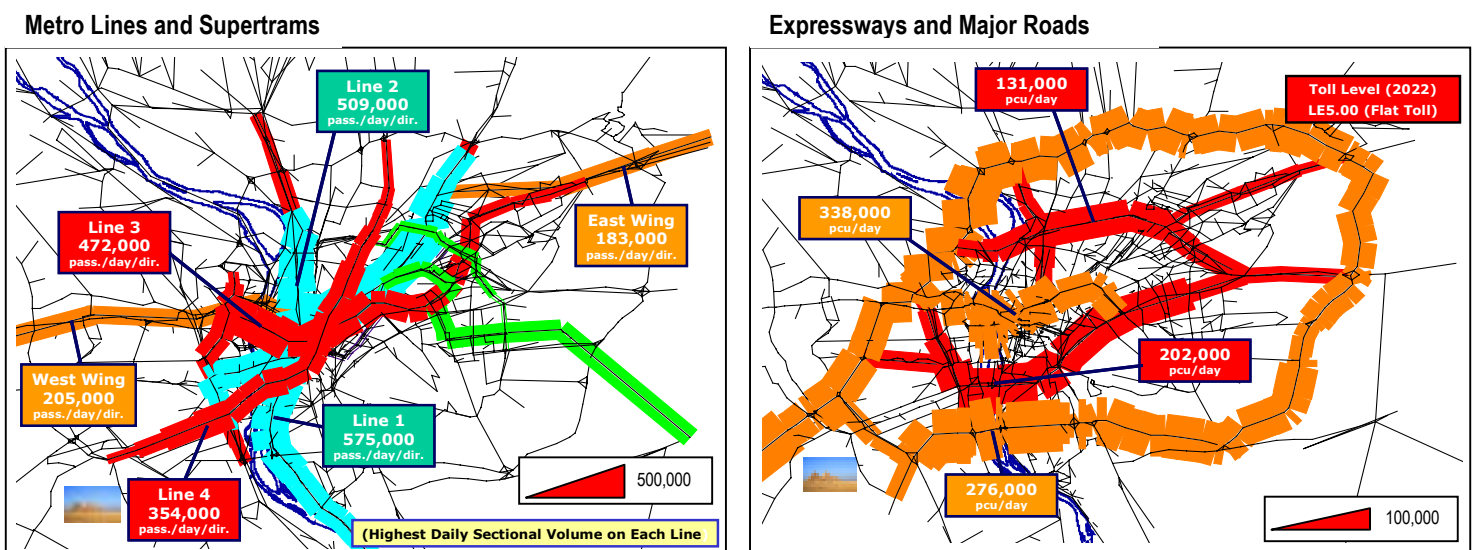 Metro Lines and Supertrams
Line 2
509,000
pass./day/dir.
Line 3
472,000
pass./day/dir.
East Wing
183,000
pass./day/dir.
West Wing
205,000
pass./day/dir.
Line 1
575,000
pass./day/dir.
Line 4
354,000
pass./day/dir.
500,000
(Highest Daily Sectional Volume on Each Line)
Expressways and Major Roads
131,000
pcu/day
Toll Level (2022)
LE5.00 (Flat Toll)
338,000
pcu/day
202,000
pcu/day
276,000
pcu/day
100,000